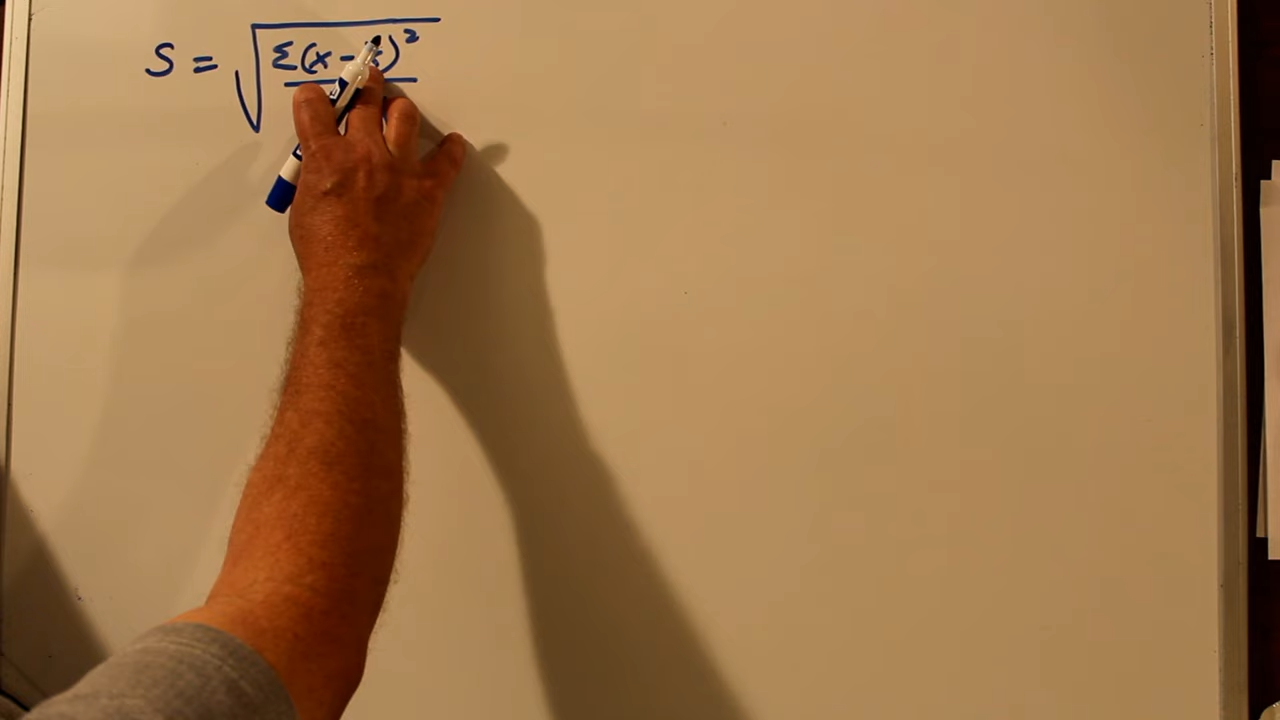 S = √Σ(x - )²